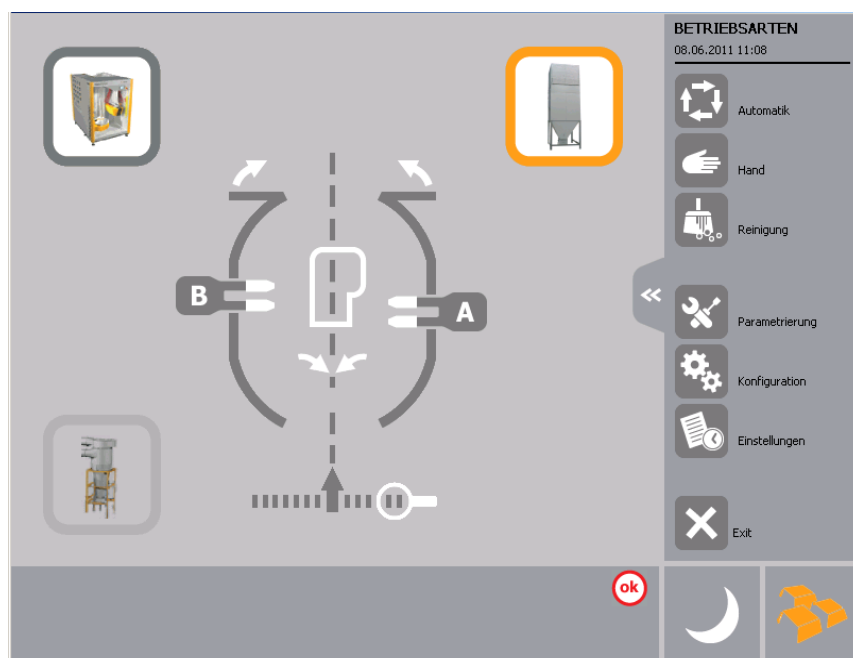 BETRIEBSARTEN
08.06.2011 11:08
Automatik
Hand
Reinigung
B
A
«
Parametrierung
Konfiguration
Einstellungen
Exit
ok